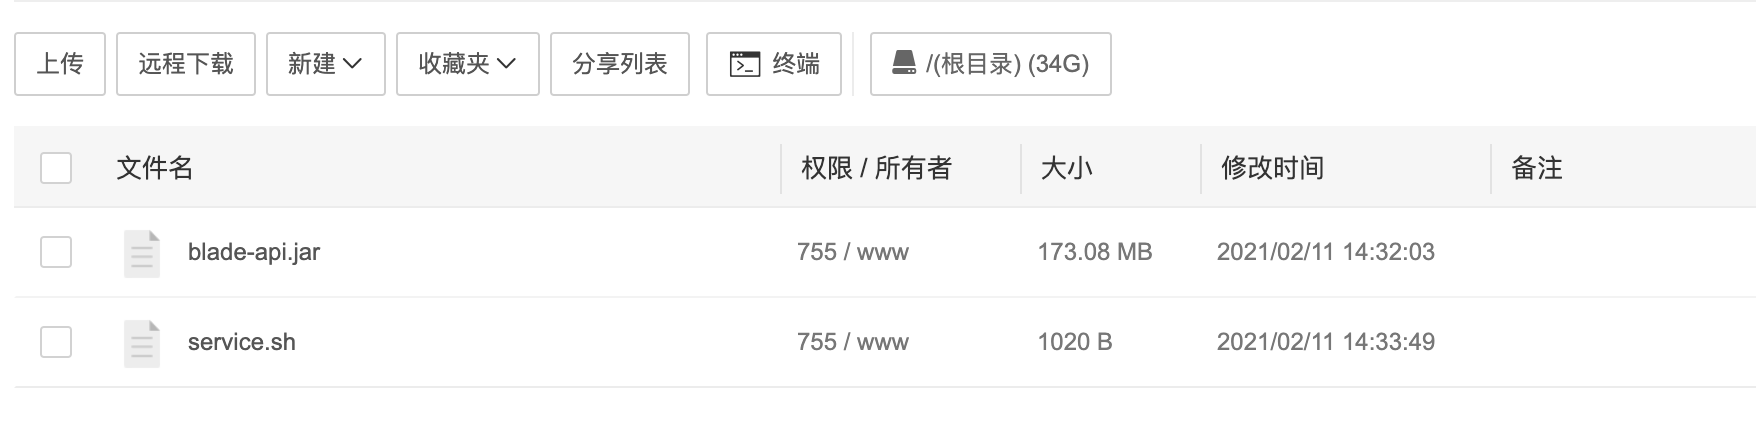 上传 远程下载 新建 收藏夹 分享列表 终端 /(根目录) (34G)
文件名 权限 / 所有者 大小 修改时间 备注
blade-api.jar 755 / www 173.08 MB 2021/02/11 14:32:03
service.sh 755 / www 1020 B 2021/02/11 14:33:49